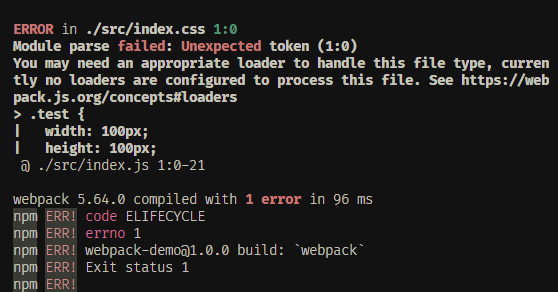 ERROR in ./src/index.css 1:0
Module parse failed: Unexpected token (1:0)
You may need an appropriate loader to handle this file type, curren
tly no loaders are configured to process this file. See https://web
pack.js.org/concepts#loaders
> .test {
|   width: 100px;
|   height: 100px;
 @ ./src/index.js 1:0-21
webpack 5.64.0 compiled with 1 error in 96 ms
npm ERR! code ELIFECYCLE
npm ERR! errno 1
npm ERR! webpack-demo@1.0.0 build: `webpack`
npm ERR! Exit status 1
npm ERR!